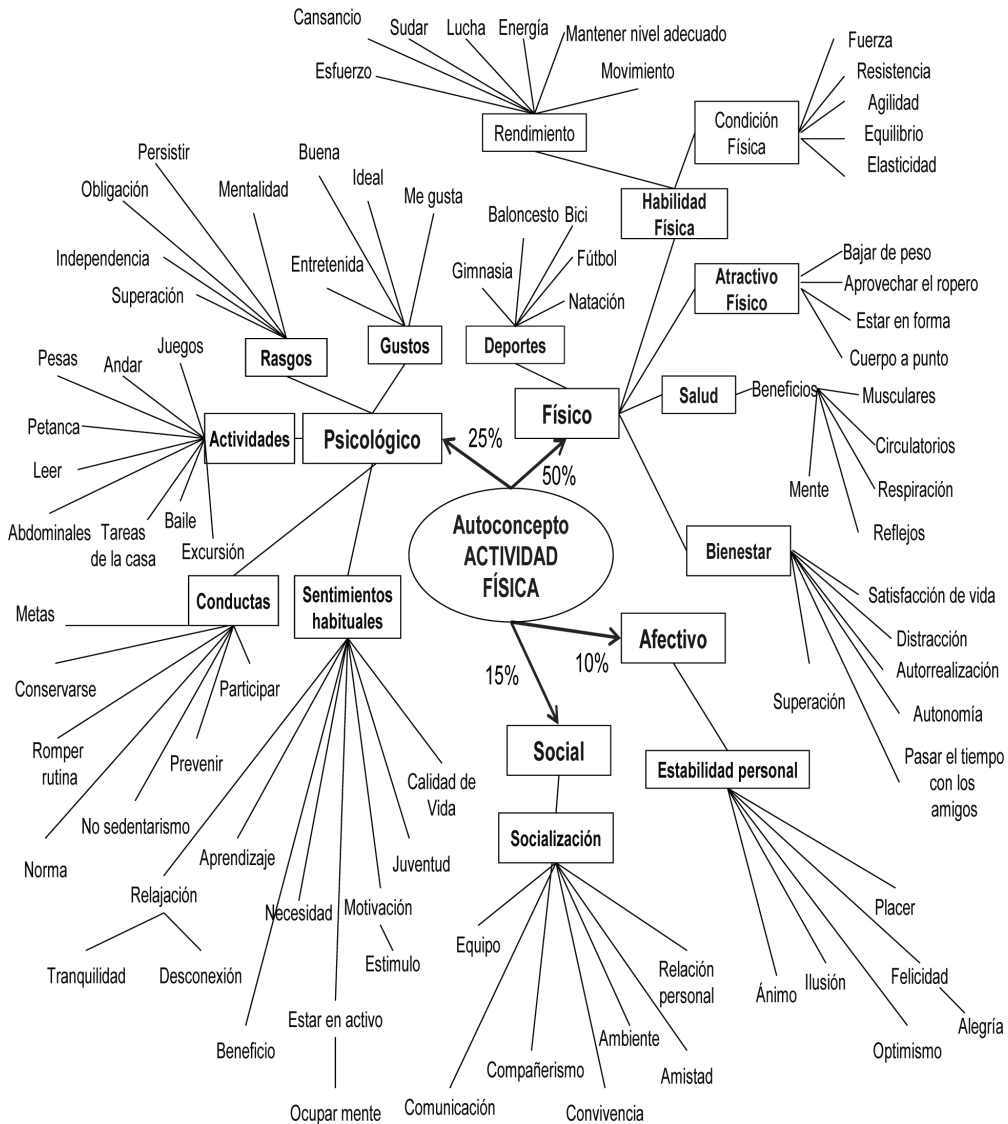 Cansancio
Sudar
Lucha
Energía
Mantener nivel adecuado
Esfuerzo
Movimiento
Rendimiento
Fuerza
Resistencia
Agilidad
Equilibrio
Elasticidad
Condición
Física
Habilidad
Física
Persistir
Obligación
Mentalidad
Independencia
Superación
Rasgos
Buena
Ideal
Me gusta
Entretenida
Gustos
Baloncesto
Bici
Gimnasia
Fútbol
Natación
Deportes
Atractivo
Físico
Bajar de peso
Aprovechar el ropero
Estar en forma
Cuerpo a punto
Pesas
Andar
Juegos
Petanca
Leer
Abdominales
Tareas
de la casa
Baile
Excursión
Actividades
Psicológico
25%
Físico
50%
Salud
Beneficios
Musculares
Circulatorios
Respiración
Mente
Reflejos
Autoconcepto
ACTIVIDAD
FÍSICA
Bienestar
Satisfacción de vida
Distracción
Autorrealización
Autonomía
Superación
Pasar el tiempo
con los
amigos
Conductas
Metas
Conservarse
Participar
Romper
rutina
Prevenir
No sedentarismo
Norma
Sentimientos
habituales
Calidad de
Vida
Aprendizaje
Juventud
Relajación
Necesidad
Motivación
Tranquilidad
Desconexión
Estimulo
Beneficio
Estar en activo
Ocupar mente
15%
10%
Afectivo
Social
Socialización
Equipo
Relación
personal
Ambiente
Compañerismo
Amistad
Comunicación
Convivencia
Estabilidad personal
Placer
Ánimo
Ilusión
Felicidad
Alegría
Optimismo